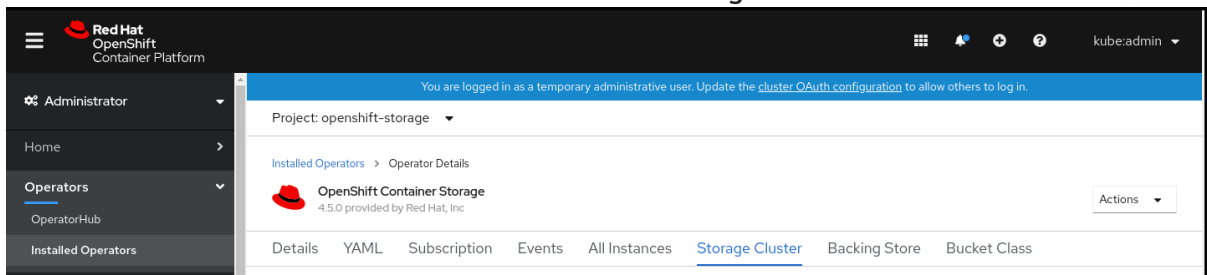 Red Hat
OpenShift
Container Platform
kube:admin
Administrator
You are logged in as a temporary administrative user. Update the cluster OAuth configuration to allow others to log in.
Project: openshift-storage
Home
Installed Operators > Operator Details
Operators
OpenShift Container Storage
4.5.0 provided by Red Hat, Inc
Actions
OperatorHub
Installed Operators
Details YAML Subscription Events All Instances Storage Cluster Backing Store Bucket Class